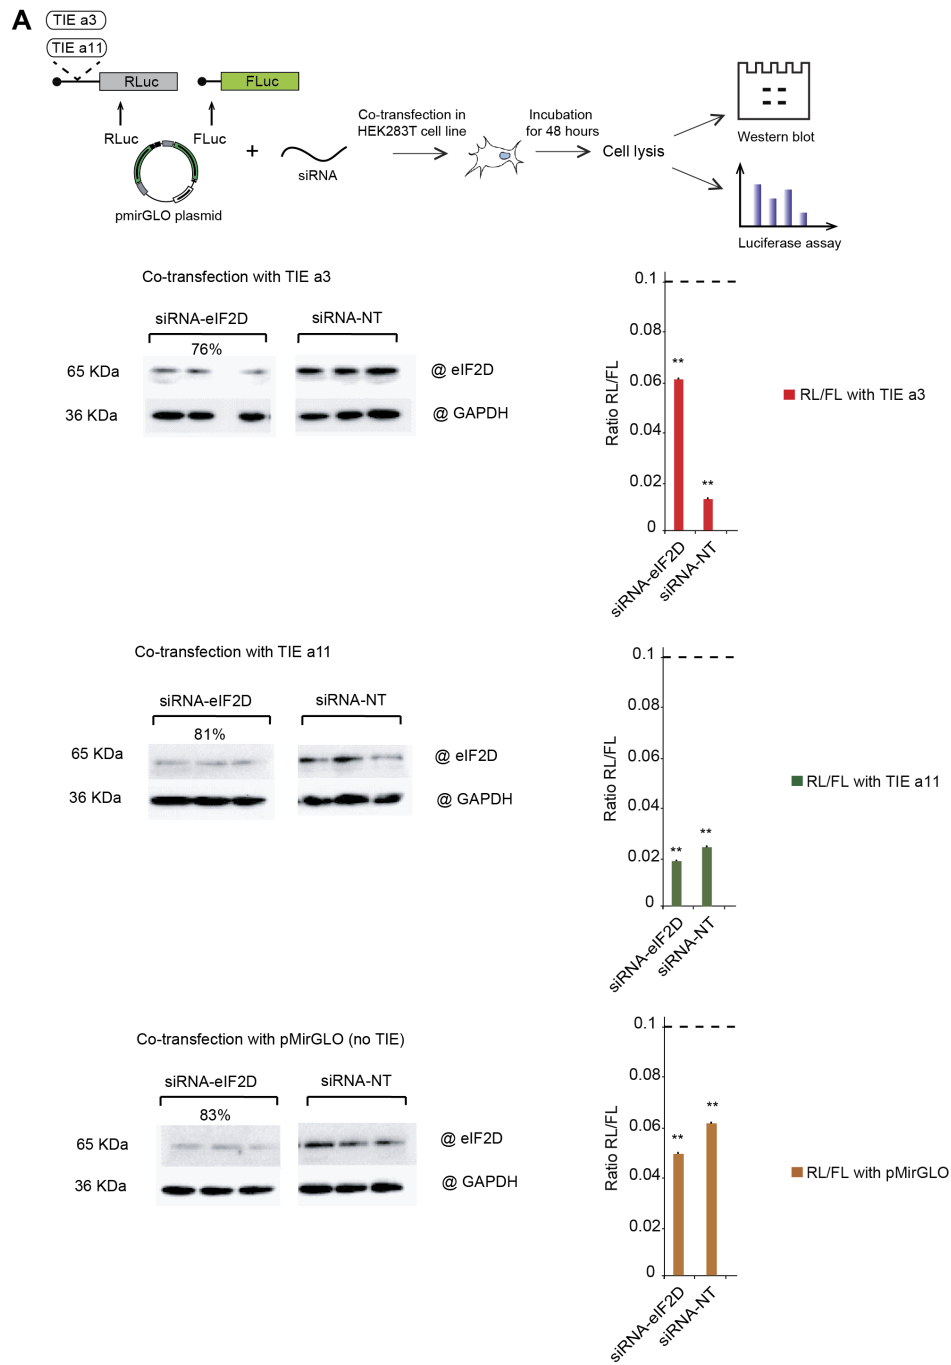 A
TIE a3
TIE a11
RLuc
FLuc
RLuc
FLuc
+
siRNA
pmirGLO plasmid
Co-transfection in
HEK283T cell line
Incubation
for 48 hours
Cell lysis
Western blot
Luciferase assay
Co-transfection with TIE a3
siRNA-eIF2D
siRNA-NT
76%
65 KDa
@ eIF2D
36 KDa
@ GAPDH
Ratio RL/FL
0.1
0.08
0.06
0.04
0.02
0
**
**
siRNA-eIF2D
siRNA-NT
RL/FL with TIE a3
Co-transfection with TIE a11
siRNA-eIF2D
siRNA-NT
81%
65 KDa
@ eIF2D
36 KDa
@ GAPDH
Ratio RL/FL
0.1
0.08
0.06
0.04
0.02
0
**
**
siRNA-eIF2D
siRNA-NT
RL/FL with TIE a11
Co-transfection with pMirGLO (no TIE)
siRNA-eIF2D
siRNA-NT
83%
65 KDa
@ eIF2D
36 KDa
@ GAPDH
Ratio RL/FL
0.1
0.08
0.06
0.04
0.02
0
**
**
siRNA-eIF2D
siRNA-NT
RL/FL with pMirGLO